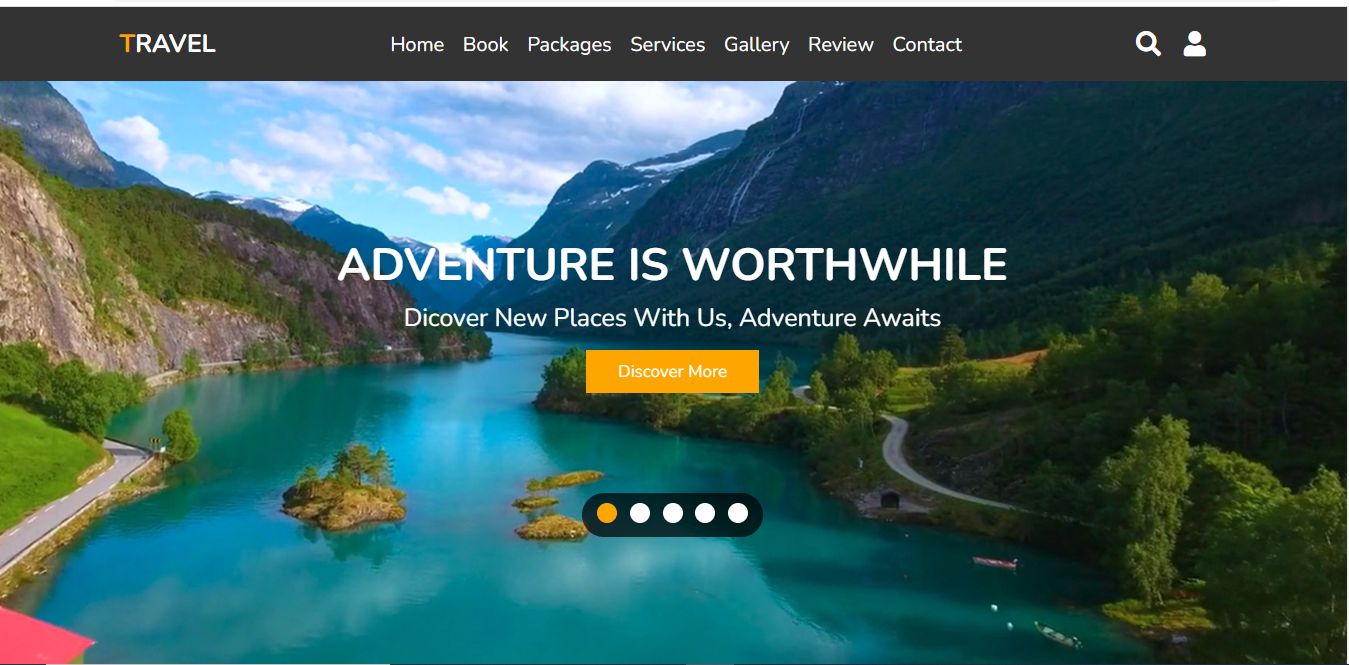 TRAVEL
Home Book Packages Services Gallery Review Contact
ADVENTURE IS WORTHWHILE
Dicover New Places With Us, Adventure Awaits
Discover More